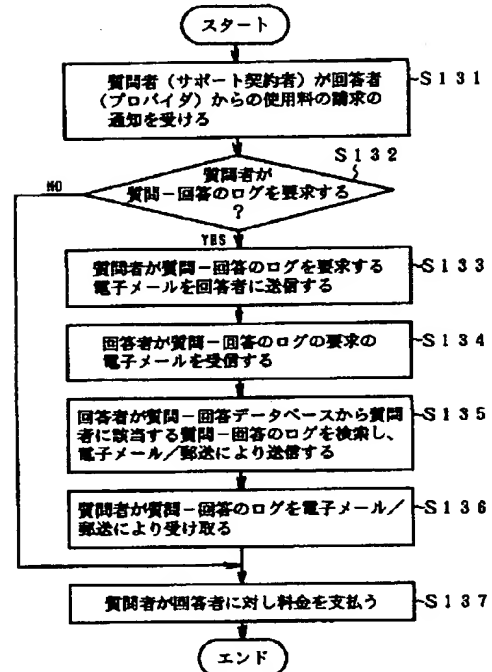 スタート
質問者（サポート契約者）が回答者
（プロバイダ）からの使用料の請求の
通知を受ける
S131
S132
質問者が
質問－回答のログを要求する
?
NO
YES
質問者が質問－回答のログを要求する
電子メールを回答者に送信する
S133
回答者が質問－回答のログの要求の
電子メールを受信する
S134
回答者が質問－回答データベースから質問
者に該当する質問－回答のログを検索し、
電子メール／郵送により送信する
S135
質問者が質問－回答のログを電子メール／
郵送により受け取る
S136
質問者が回答者に対し料金を支払う
S137
エンド